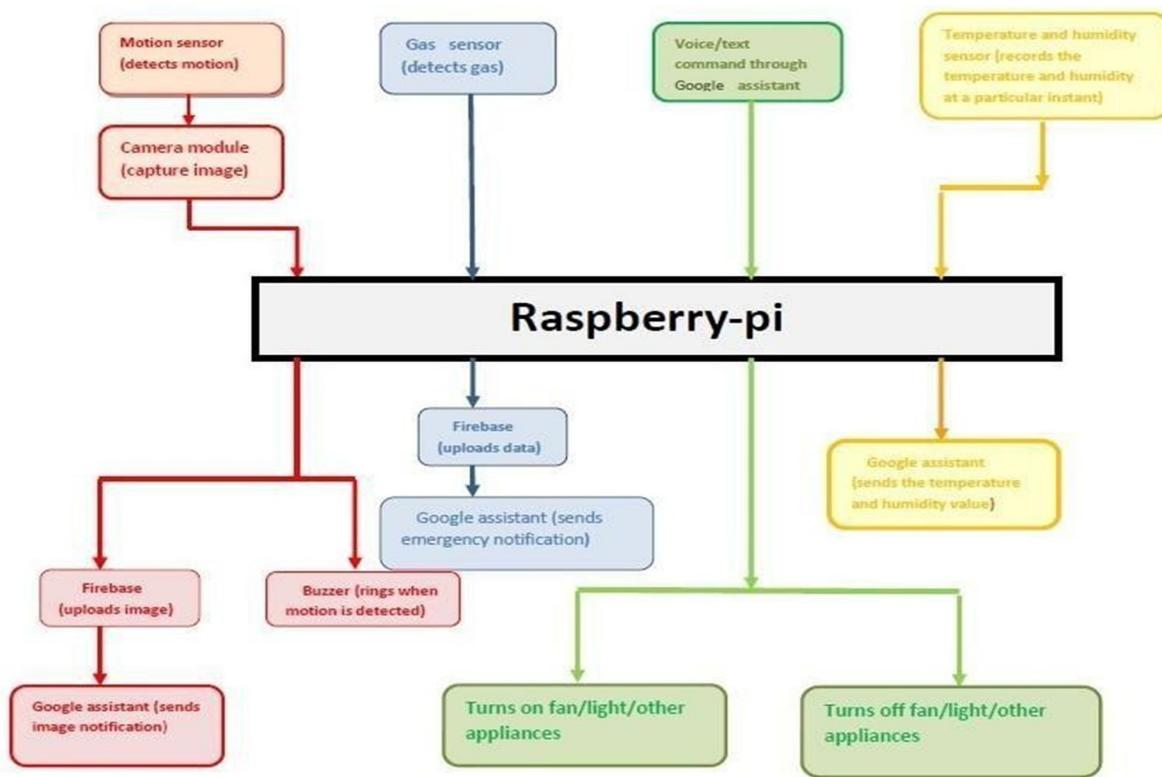 Motion sensor
(detects motion)
Gas sensor
(detects gas)
Voice/text
command through
Google assistant
Temperature and humidity
sensor (records the
temperature and humidity
at a particular instant)
Camera module
(capture image)
Raspberry-pi
Firebase
(uploads data)
Google assistant
(sends the temperature
and humidity value)
Google assistant (sends
emergency notification)
Firebase
(uploads image)
Buzzer (rings when
motion is detected)
Google assistant (sends
image notification)
Turns on fan/light/other
appliances
Turns off fan/light/other
appliances